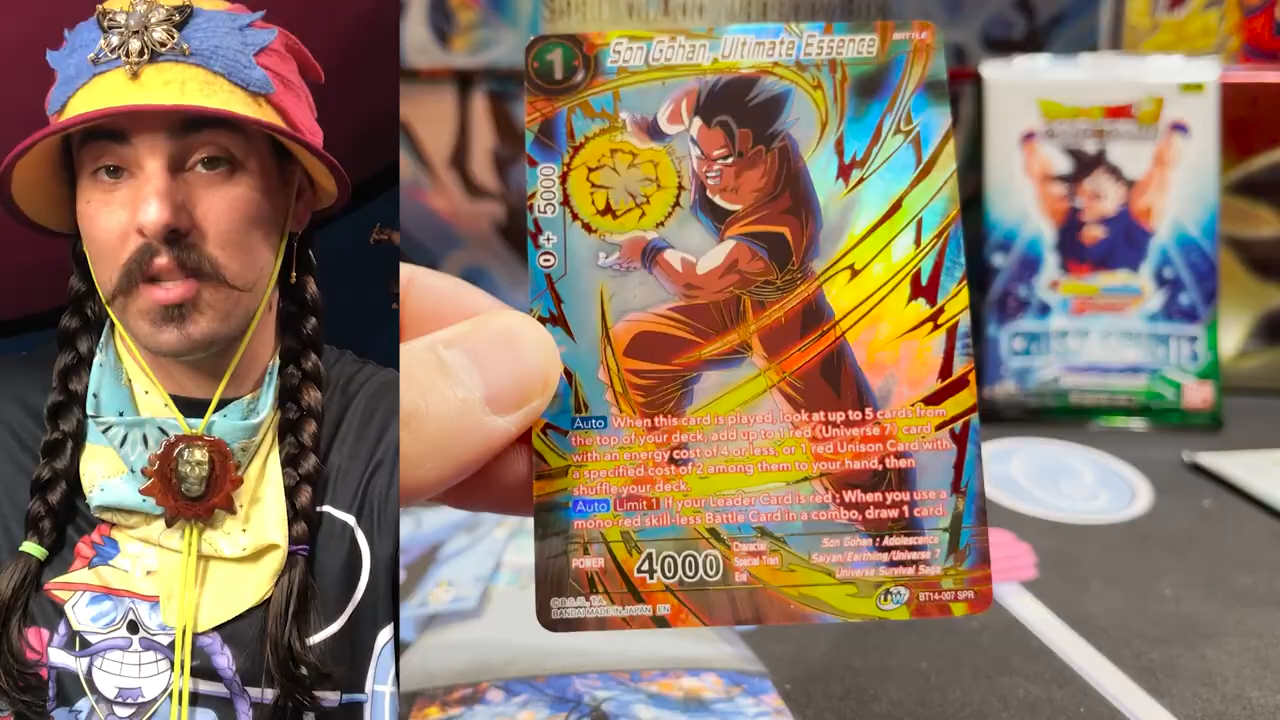 1
Son Gohan, Ultimate Essence
BATTLE
0+ 5000
Auto When this card is played, look at up to 5 cards from
the top of your deck, add up to 1 red 《Universe 7》 card
with an energy cost of 4 or less, or 1 red Unison Card with
a specified cost of 2 among them to your hand, then
shuffle your deck.
Auto Limit 1 If your Leader Card is red : When you use a
mono-red skill-less Battle Card in a combo, draw 1 card.
POWER 4000
Character Son Gohan : Adolescence
Special Trait Saiyan/Earthling/Universe 7
Era Universe Survival Saga
©B.S./S.,T.A.
BANDAI MADE IN JAPAN EN
BT14-007 SPR